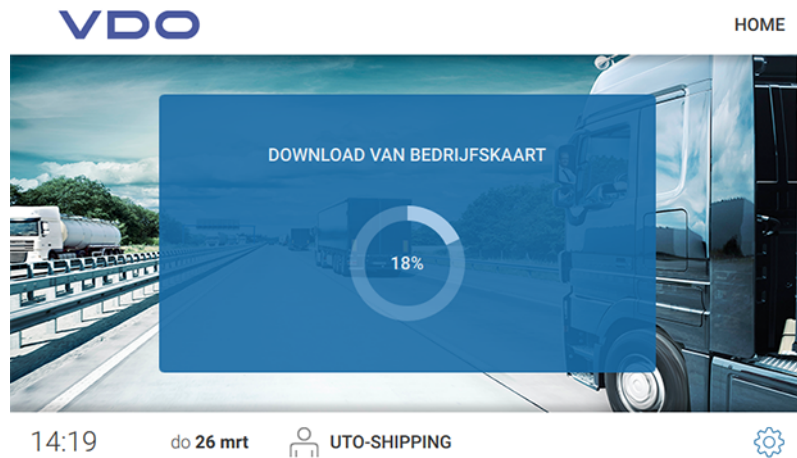 VDO
HOME
DOWNLOAD VAN BEDRIJFSKAART
18%
14:19 do 26 mrt UTO-SHIPPING